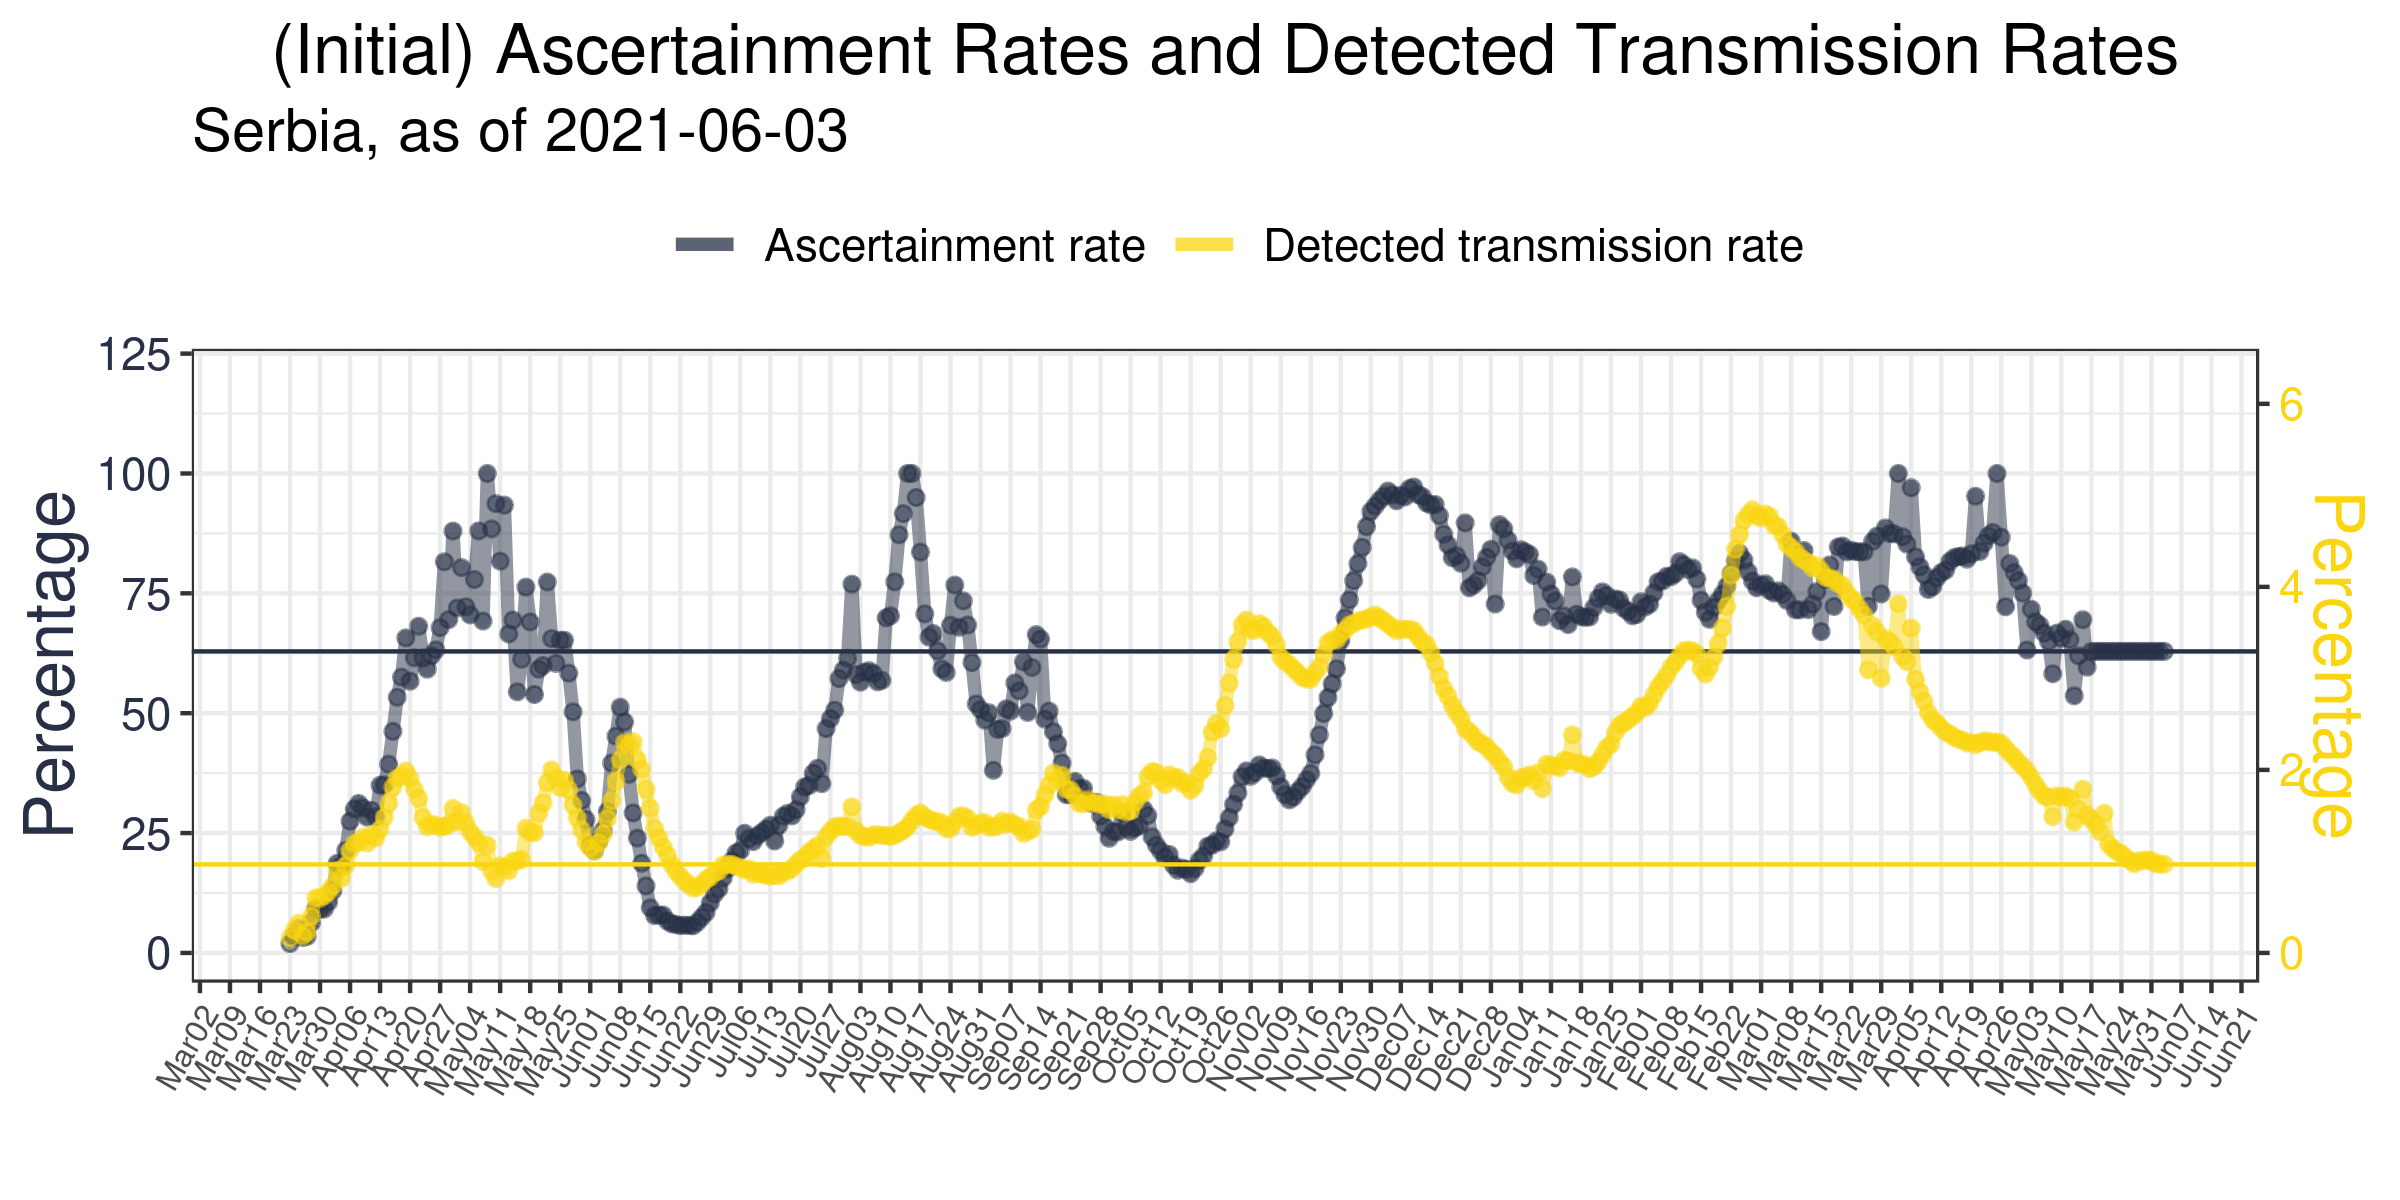 (Initial) Ascertainment Rates and Detected Transmission Rates
Serbia, as of 2021-06-03
Ascertainment rate
Detected transmission rate
Percentage
125
100
75
50
25
0
6
4
2
0
Percentage
Mar02
Mar09
Mar16
Mar23
Mar30
Apr06
Apr13
Apr20
Apr27
May04
May11
May18
May25
Jun01
Jun08
Jun15
Jun22
Jun29
Jul06
Jul13
Jul20
Jul27
Aug03
Aug10
Aug17
Aug24
Aug31
Sep07
Sep14
Sep21
Sep28
Oct05
Oct12
Oct19
Oct26
Nov02
Nov09
Nov16
Nov23
Nov30
Dec07
Dec14
Dec21
Dec28
Jan04
Jan11
Jan18
Jan25
Feb01
Feb08
Feb15
Feb22
Mar01
Mar08
Mar15
Mar22
Mar29
Apr05
Apr12
Apr19
Apr26
May03
May10
May17
May24
May31
Jun07
Jun14
Jun21